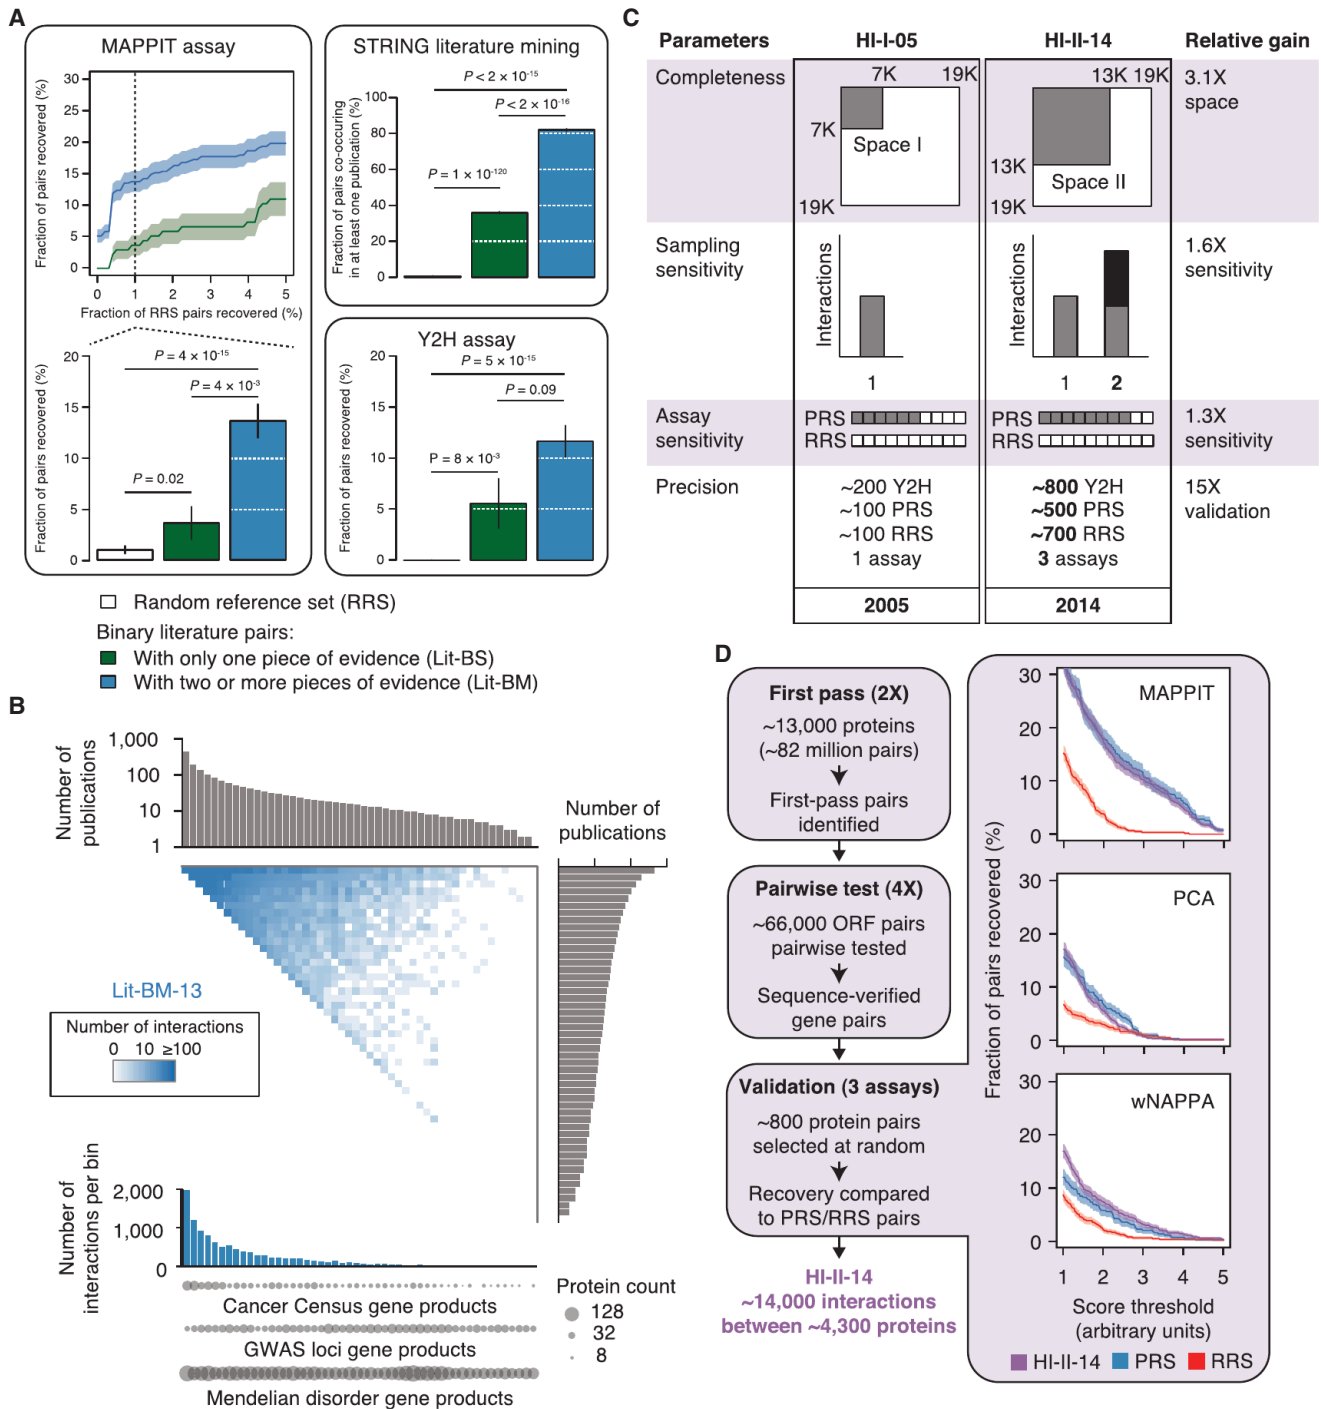 A
MAPPIT assay
Fraction of pairs recovered (%)
30
25
20
15
10
5
0
0 1 2 3 4 5
Fraction of RRS pairs recovered (%)
Fraction of pairs recovered (%)
20
15
10
5
0
P = 4 × 10-15
P = 4 × 10-3
P = 0.02
STRING literature mining
Fraction of pairs co-occuring
in at least one publication (%)
100
80
60
40
20
0
P < 2 × 10-15
P < 2 × 10-16
P = 1 × 10-120
Y2H assay
Fraction of pairs recovered (%)
20
15
10
5
0
P = 5 × 10-15
P = 0.09
P = 8 × 10-3
Random reference set (RRS)
Binary literature pairs:
With only one piece of evidence (Lit-BS)
With two or more pieces of evidence (Lit-BM)
B
Number of
publications
1,000
100
10
1
Number of
publications
Lit-BM-13
Number of interactions
0 10 ≥100
Number of
interactions per bin
2,000
1,000
0
Cancer Census gene products
GWAS loci gene products
Mendelian disorder gene products
Protein count
128
32
8
C
Parameters HI-I-05 HI-II-14 Relative gain
Completeness
7K 19K
7K
Space I
19K
13K 19K
13K
Space II
19K
3.1X
space
Sampling
sensitivity
Interactions
1
Interactions
1 2
1.6X
sensitivity
Assay
sensitivity
PRS
RRS
PRS
RRS
1.3X
sensitivity
Precision
~200 Y2H
~100 PRS
~100 RRS
1 assay
~800 Y2H
~500 PRS
~700 RRS
3 assays
15X
validation
2005 2014
D
First pass (2X)
~13,000 proteins
(~82 million pairs)
First-pass pairs
identified
Pairwise test (4X)
~66,000 ORF pairs
pairwise tested
Sequence-verified
gene pairs
Validation (3 assays)
~800 protein pairs
selected at random
Recovery compared
to PRS/RRS pairs
HI-II-14
~14,000 interactions
between ~4,300 proteins
Fraction of pairs recovered (%)
MAPPIT
30
20
10
0
PCA
30
20
10
0
wNAPPA
30
20
10
0
1 2 3 4 5
Score threshold
(arbitrary units)
HI-II-14 PRS RRS